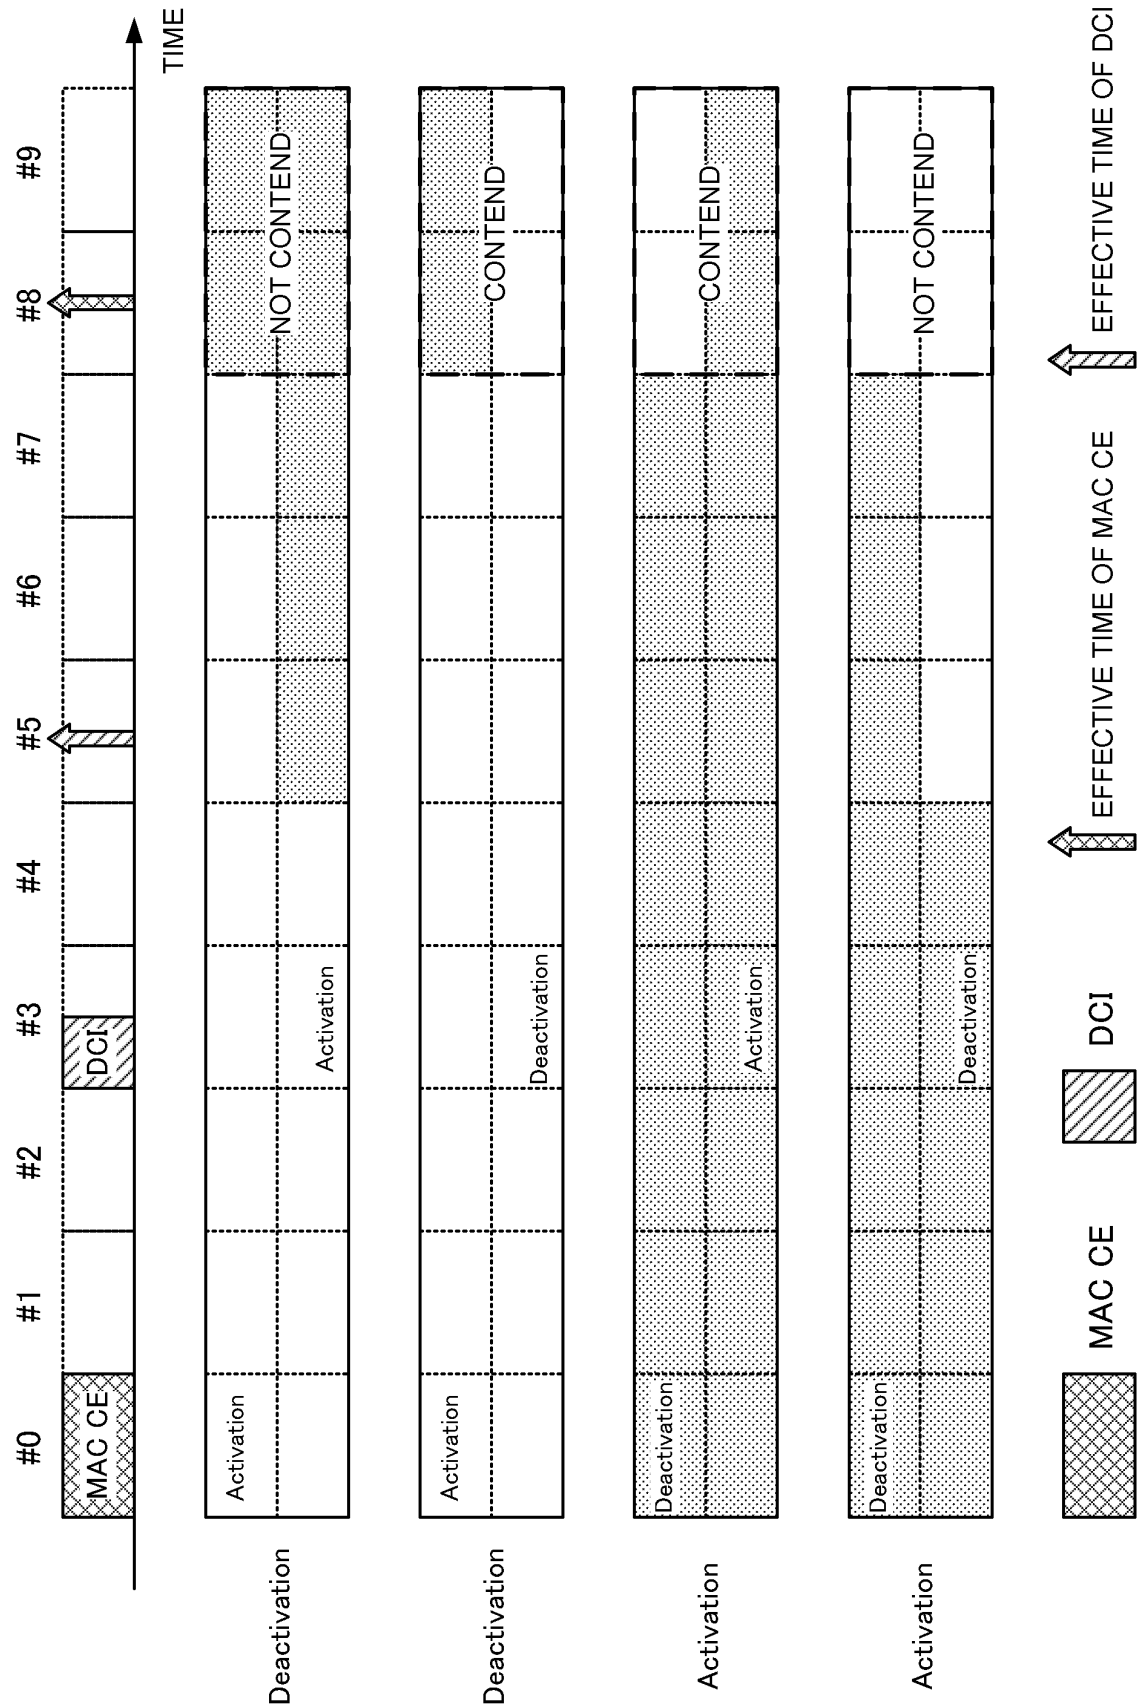 #0 #1 #2 #3 #4 #5 #6 #7 #8 #9
MAC CE
DCI
TIME
Deactivation
Activation
Activation
NOT CONTEND
Deactivation
Activation
Deactivation
CONTEND
Activation
Deactivation
Activation
CONTEND
Activation
Deactivation
Deactivation
NOT CONTEND
MAC CE
DCI
EFFECTIVE TIME OF MAC CE
EFFECTIVE TIME OF DCI